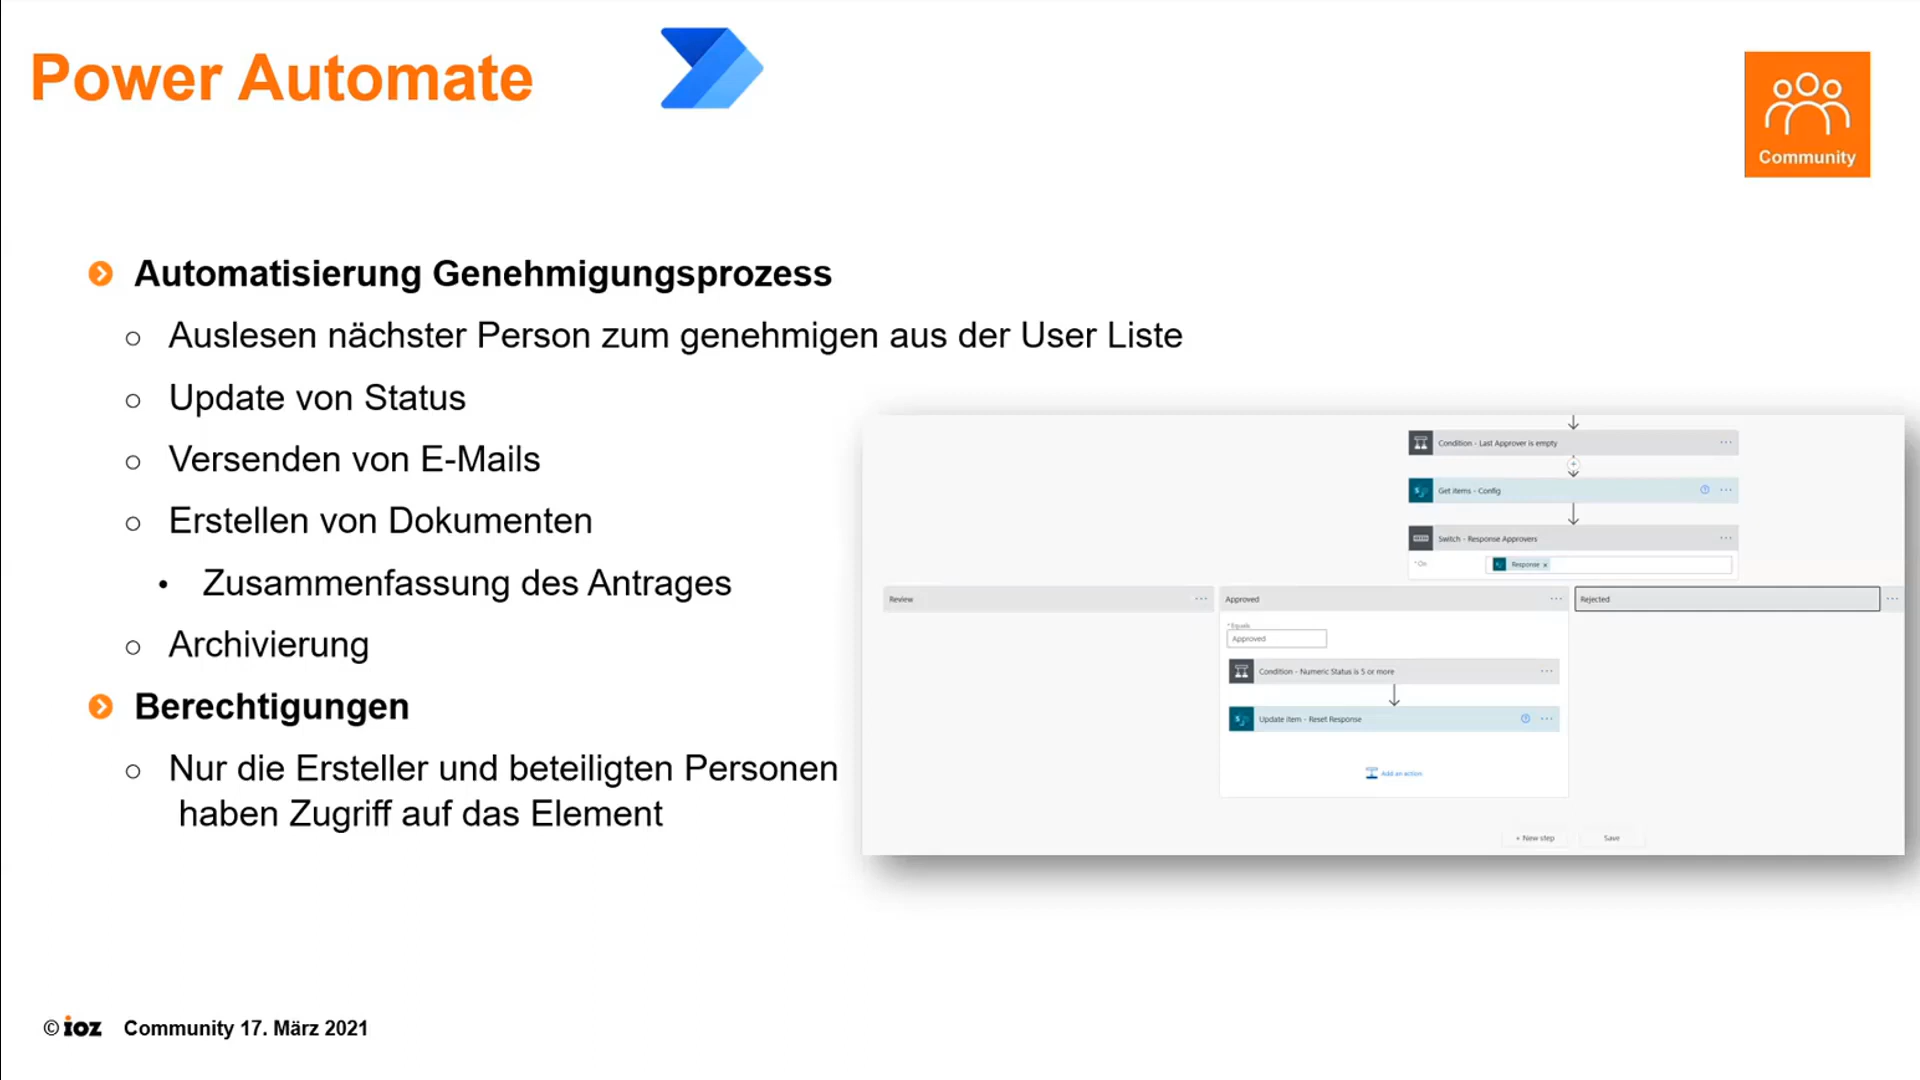 Power Automate
Community
Automatisierung Genehmigungsprozess
Auslesen nächster Person zum genehmigen aus der User Liste
Update von Status
Versenden von E-Mails
Erstellen von Dokumenten
Zusammenfassung des Antrages
Archivierung
Berechtigungen
Nur die Ersteller und beteiligten Personen
haben Zugriff auf das Element
Condition - Last Approver is empty
Get items - Config
Switch - Response Approvers
* On
Response x
Review
Approved
Rejected
* Equals
Approved
Condition - Numeric Status is 5 or more
Update item - Reset Response
Add an action
+ New step
Save
© ioz Community 17. März 2021